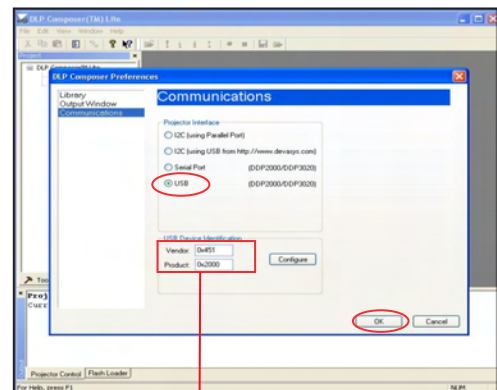 DLP Composer(TM) Lite
File Edit View Window Help
Project
DLP Composer Preferences
Library
Output Window
Communications
Communications
Projector Interface
I2C (using Parallel Port)
I2C (using USB from http://www.devasys.com)
Serial Port (DDP2000/DDP3020)
USB (DDP2000/DDP3020)
USB Device Identification
Vendor: 0x451
Product: 0x2000
Configure
OK Cancel
Projector Control Flash Loader
For Help, press F1 NUM